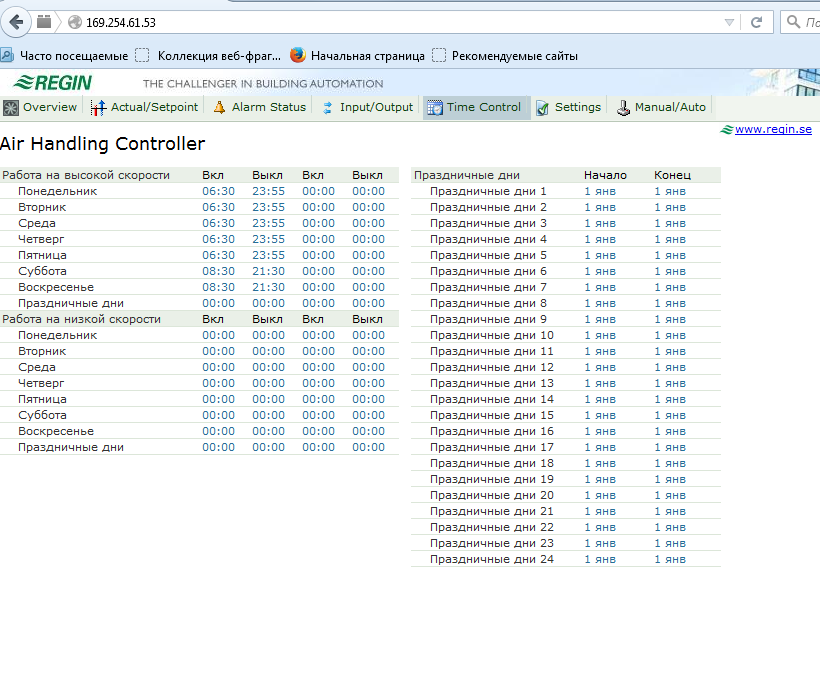 169.254.61.53
Часто посещаемые Коллекция веб-фраг... Начальная страница Рекомендуемые сайты
REGIN THE CHALLENGER IN BUILDING AUTOMATION
Overview Actual/Setpoint Alarm Status Input/Output Time Control Settings Manual/Auto
www.regin.se
Air Handling Controller
Работа на высокой скорости Вкл Выкл Вкл Выкл
Понедельник 06:30 23:55 00:00 00:00
Вторник 06:30 23:55 00:00 00:00
Среда 06:30 23:55 00:00 00:00
Четверг 06:30 23:55 00:00 00:00
Пятница 06:30 23:55 00:00 00:00
Суббота 08:30 21:30 00:00 00:00
Воскресенье 08:30 21:30 00:00 00:00
Праздничные дни 00:00 00:00 00:00 00:00
Работа на низкой скорости Вкл Выкл Вкл Выкл
Понедельник 00:00 00:00 00:00 00:00
Вторник 00:00 00:00 00:00 00:00
Среда 00:00 00:00 00:00 00:00
Четверг 00:00 00:00 00:00 00:00
Пятница 00:00 00:00 00:00 00:00
Суббота 00:00 00:00 00:00 00:00
Воскресенье 00:00 00:00 00:00 00:00
Праздничные дни 00:00 00:00 00:00 00:00
Праздничные дни Начало Конец
Праздничные дни 1 1 янв 1 янв
Праздничные дни 2 1 янв 1 янв
Праздничные дни 3 1 янв 1 янв
Праздничные дни 4 1 янв 1 янв
Праздничные дни 5 1 янв 1 янв
Праздничные дни 6 1 янв 1 янв
Праздничные дни 7 1 янв 1 янв
Праздничные дни 8 1 янв 1 янв
Праздничные дни 9 1 янв 1 янв
Праздничные дни 10 1 янв 1 янв
Праздничные дни 11 1 янв 1 янв
Праздничные дни 12 1 янв 1 янв
Праздничные дни 13 1 янв 1 янв
Праздничные дни 14 1 янв 1 янв
Праздничные дни 15 1 янв 1 янв
Праздничные дни 16 1 янв 1 янв
Праздничные дни 17 1 янв 1 янв
Праздничные дни 18 1 янв 1 янв
Праздничные дни 19 1 янв 1 янв
Праздничные дни 20 1 янв 1 янв
Праздничные дни 21 1 янв 1 янв
Праздничные дни 22 1 янв 1 янв
Праздничные дни 23 1 янв 1 янв
Праздничные дни 24 1 янв 1 янв